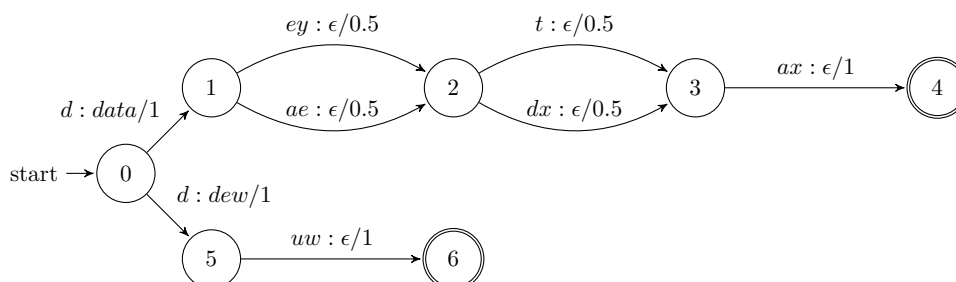 ey : ϵ/0.5
t : ϵ/0.5
1
2
3
ax : ϵ/1
4
ae : ϵ/0.5
dx : ϵ/0.5
d : data/1
start
0
d : dew/1
uw : ϵ/1
5
6